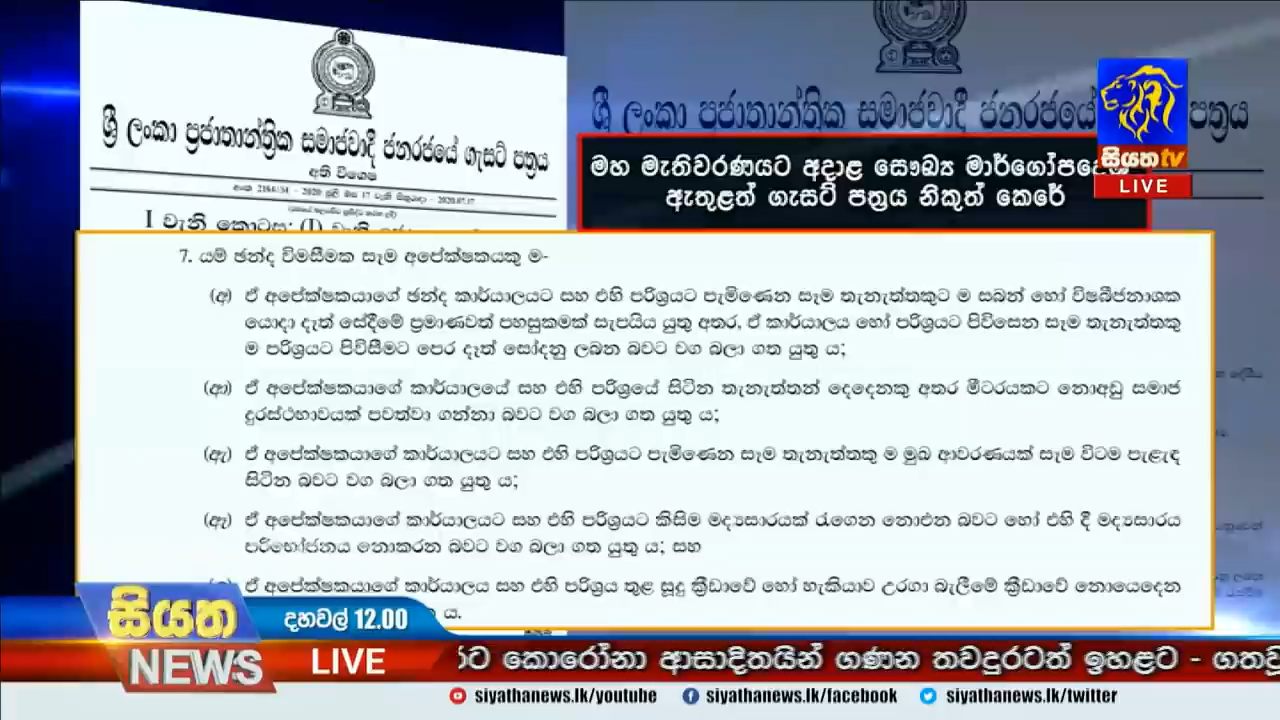 ශ්‍රී ලංකා ප්‍රජාතාන්ත්‍රික සමාජවාදී ජනරජයේ ගැසට් පත්‍රය
අති විශෙෂ
අංක 2184/34 - 2020 ජූලි මස 17 වැනි සිකුරාදා - 2020.07.17
I වැනි කොටස: (I)
ශ්‍රී ලංකා ප්‍රජාතාන්ත්‍රික සමාජවාදී ජනරජයේ පත්‍රය
සියත tv
LIVE
මහ මැතිවරණයට අදාළ සෞඛ්‍ය
ඇතුළත් ගැසට් පත්‍රය නිකුත් කෙරේ
7. යම් ඡන්ද විමසීමක සෑම අපේක්ෂකයකු ම-
(අ) ඒ අපේක්ෂකයාගේ ඡන්ද කාර්යාලයට සහ එහි පරිශ්‍රයට පැමිණෙන සෑම තැනැත්තකුට ම සබන් හෝ විෂබීජනාශක
යොදා දෑත් සේදීමේ ප්‍රමාණවත් පහසුකමක් සැපයිය යුතු අතර, ඒ කාර්යාලය හෝ පරිශ්‍රයට පිවිසෙන සෑම තැනැත්තකු
ම පරිශ්‍රයට පිවිසීමට පෙර දෑත් සෝදනු ලබන බවට වග බලා ගත යුතු ය;
(ආ) ඒ අපේක්ෂකයාගේ කාර්යාලයේ සහ එහි පරිශ්‍රයේ සිටින තැනැත්තන් දෙදෙනකු අතර මීටරයකට නොඅඩු සමාජ
දුරස්ථභාවයක් පවත්වා ගන්නා බවට වග බලා ගත යුතු ය;
(ඇ) ඒ අපේක්ෂකයාගේ කාර්යාලයට සහ එහි පරිශ්‍රයට පැමිණෙන සෑම තැනැත්තකු ම මුඛ ආවරණයක් සෑම විටම පැළැඳ
සිටින බවට වග බලා ගත යුතු ය;
(ඈ) ඒ අපේක්ෂකයාගේ කාර්යාලයට සහ එහි පරිශ්‍රයට කිසිම මද්‍යසාරයක් රැගෙන නොඑන බවට හෝ එහි දී මද්‍යසාරය
පරිභෝජනය නොකරන බවට වග බලා ගත යුතු ය; සහ
ඒ අපේක්ෂකයාගේ කාර්යාලය සහ එහි පරිශ්‍රය තුළ සූදු ක්‍රීඩාවේ හෝ හැකියාව උරගා බැලීමේ ක්‍රීඩාවේ නොයෙදෙන
ය.
සියත
NEWS
දහවල් 12.00
LIVE
කොරෝනා ආසාදිතයින් ගණන තවදුරටත් ඉහළට -
siyathanews.lk/youtube
siyathanews.lk/facebook
siyathanews.lk/twitter